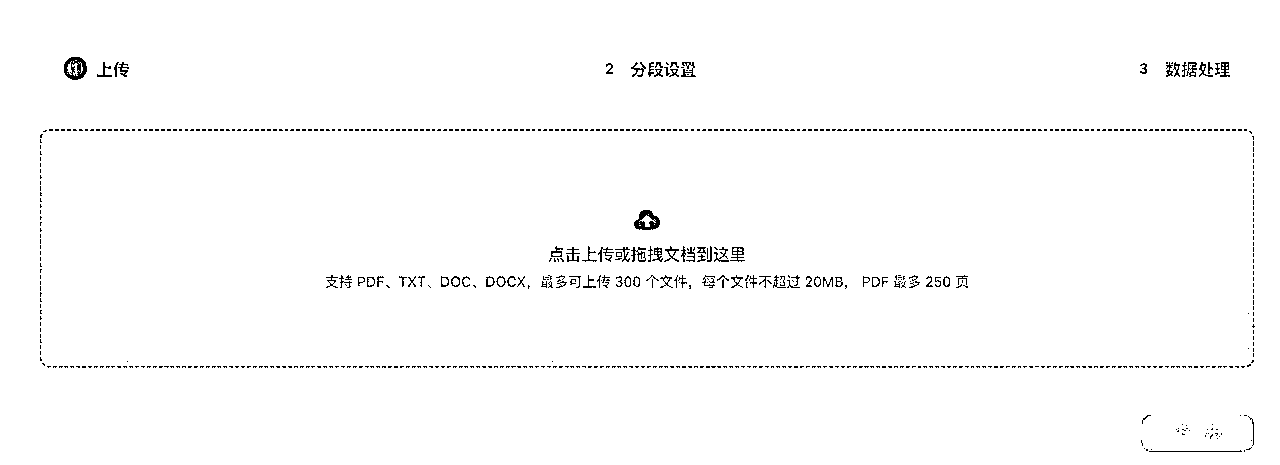 1 上传
2 分段设置
3 数据处理
点击上传或拖拽文档到这里
支持 PDF、TXT、DOC、DOCX，最多可上传 300 个文件，每个文件不超过 20MB， PDF 最多 250 页